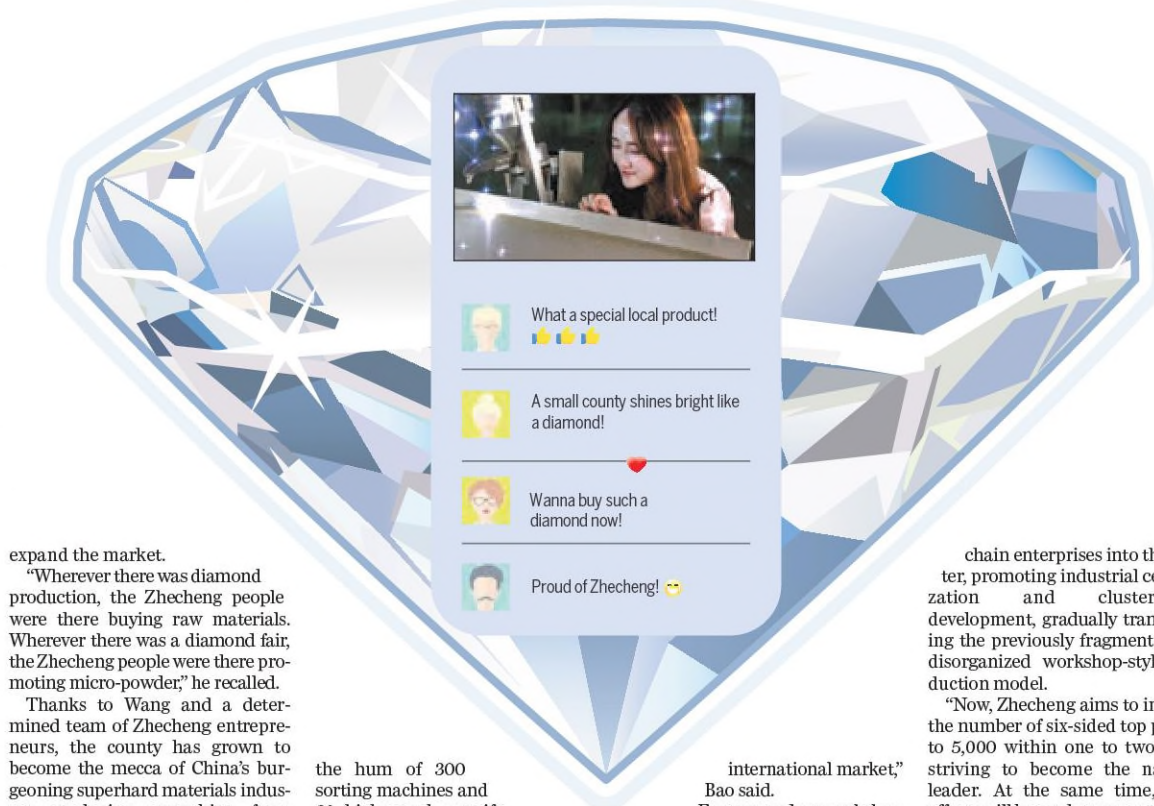 What a special local product!
👍 👍 👍
A small county shines bright like
a diamond!
Wanna buy such a
diamond now!
Proud of Zhecheng! 😁
expand the market.
“Wherever there was diamond
production, the Zhecheng people
were there buying raw materials.
Wherever there was a diamond fair,
the Zhecheng people were there pro-
moting micro-powder,” he recalled.
Thanks to Wang and a deter-
mined team of Zhecheng entrepre-
neurs, the county has grown to
become the mecca of China’s bur-
geoning superhard materials indus-
the hum of 300
sorting machines and
international market,”
Bao said.
chain enterprises into th
ter, promoting industrial ce
zation and cluster
development, gradually tran
ing the previously fragment
disorganized workshop-styl
duction model.
“Now, Zhecheng aims to in
the number of six-sided top p
to 5,000 within one to two
striving to become the na
leader. At the same time,